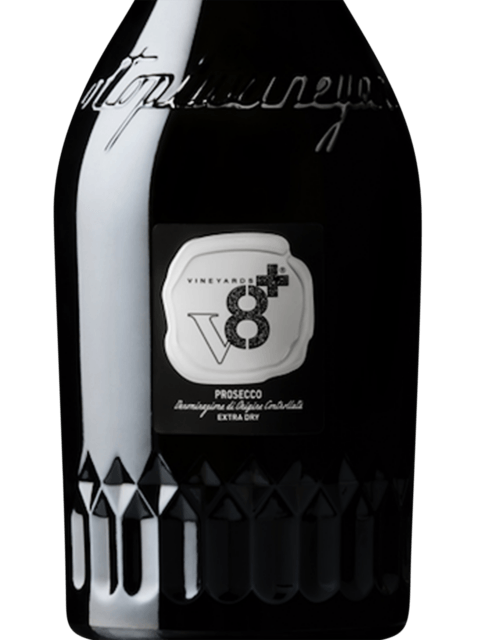 VINEYARDS
V8+®
PROSECCO
Denominazione di Origine Controllata
EXTRA DRY